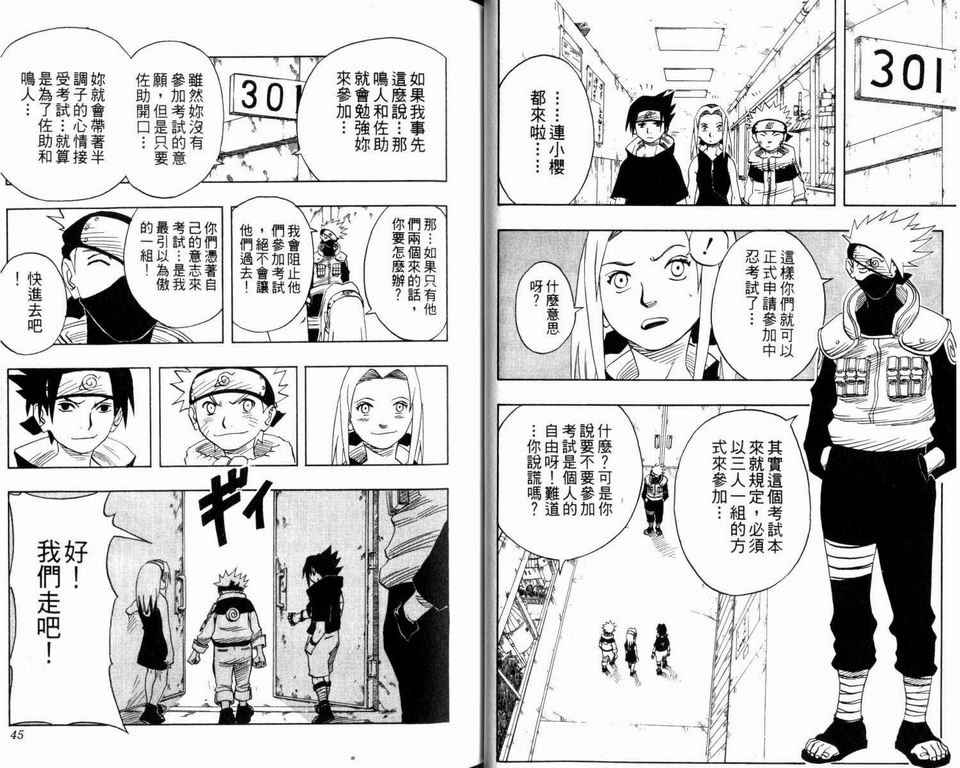 301
……連小櫻
都來啦……
這樣你們就可以
正式申請參加中
忍考試了…
！
什麼意思
呀？
其實這個考試本
來就規定，必須
以三人一組的方
式來參加…
什麼？可是你
說要不要參加
考試是個人的
自由呀！難道
…你說謊嗎？
301
如果我事先
這麼說…那
鳴人和佐助
就會勉強妳
來參加…
雖然妳沒有
參加考試的意
願，但是只要
佐助開口…
妳就會帶著半
調子的心情接
受考試…就算
是為了佐助和
鳴人…
那…如果只有他
們兩個來的話，
你要怎麼辦？
我會阻止他
們參加考試
，絕不會讓
他們過去！
你們憑著自
己的意志來
考試…是我
最引以為傲
的一組！
快進去吧
！
ギイ
好！
我們走吧！
45